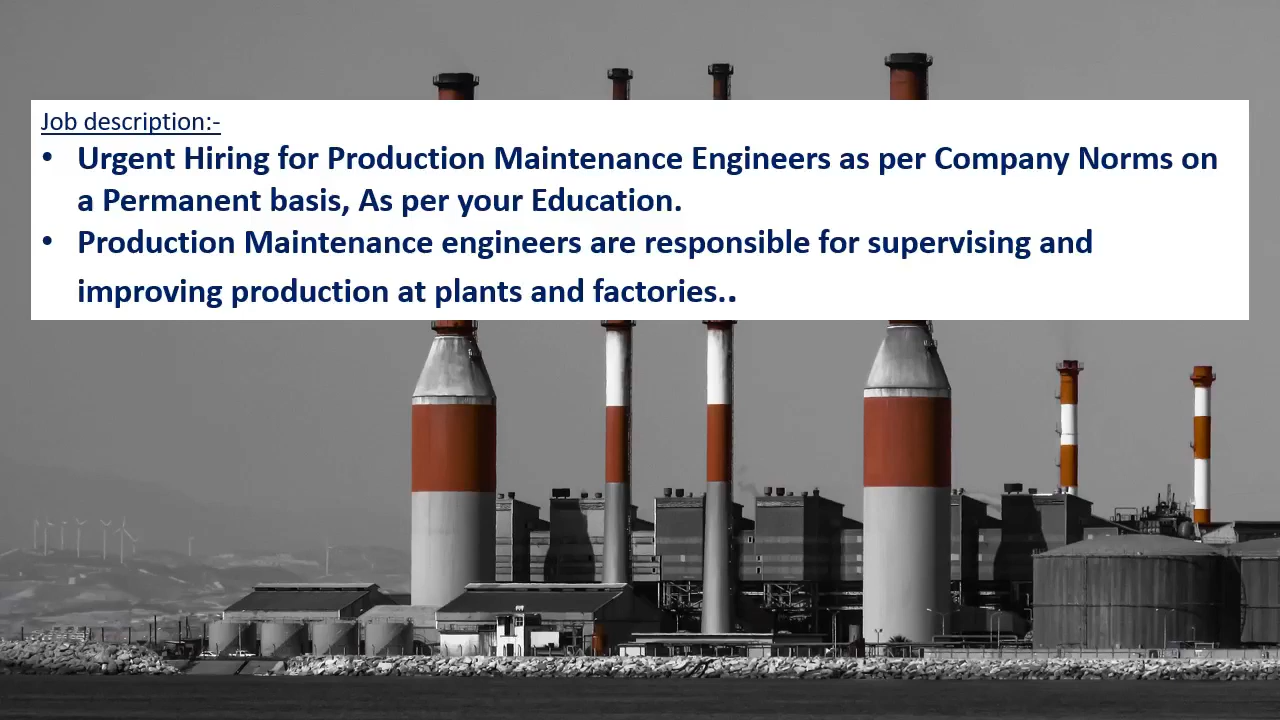 Job description:-
• Urgent Hiring for Production Maintenance Engineers as per Company Norms on
a Permanent basis, As per your Education.
• Production Maintenance engineers are responsible for supervising and
improving production at plants and factories..